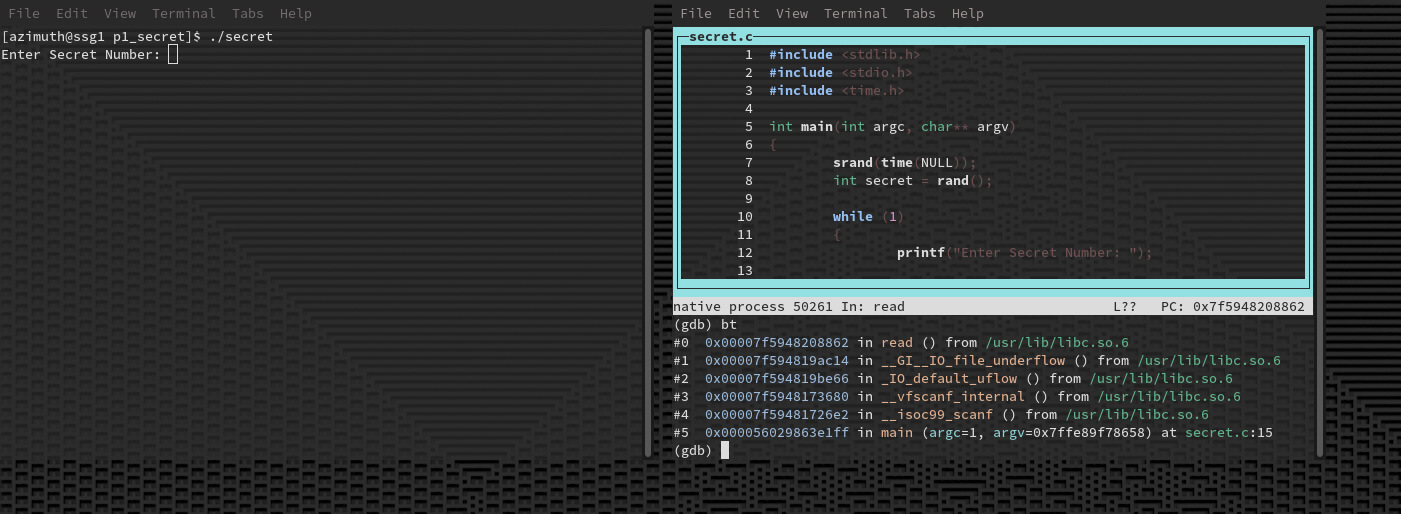 File Edit View Terminal Tabs Help
[azimuth@ssg1 p1_secret]$ ./secret
Enter Secret Number:
File Edit View Terminal Tabs Help
secret.c
1 #include <stdlib.h>
2 #include <stdio.h>
3 #include <time.h>
4
5 int main(int argc, char** argv)
6 {
7 srand(time(NULL));
8 int secret = rand();
9
10 while (1)
11 {
12 printf("Enter Secret Number: ");
13
native process 50261 In: read L?? PC: 0x7f5948208862
(gdb) bt
#0 0x00007f5948208862 in read () from /usr/lib/libc.so.6
#1 0x00007f594819ac14 in __GI__IO_file_underflow () from /usr/lib/libc.so.6
#2 0x00007f594819be66 in _IO_default_uflow () from /usr/lib/libc.so.6
#3 0x00007f5948173680 in __vfscanf_internal () from /usr/lib/libc.so.6
#4 0x00007f59481726e2 in __isoc99_scanf () from /usr/lib/libc.so.6
#5 0x000056029863e1ff in main (argc=1, argv=0x7ffe89f78658) at secret.c:15
(gdb)